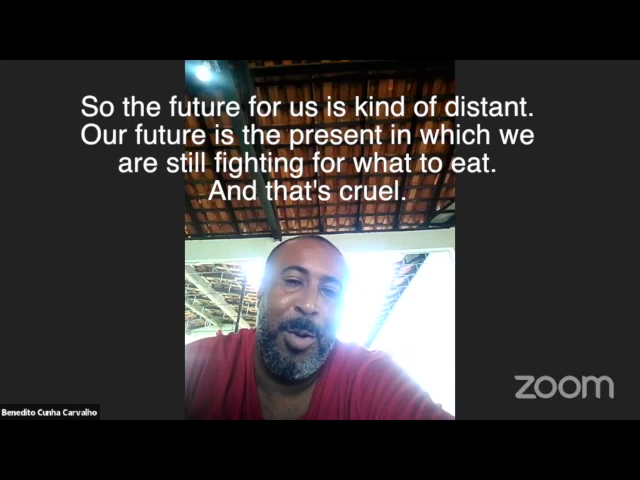 So the future for us is kind of distant.
Our future is the present in which we
are still fighting for what to eat.
And that's cruel.
zoom
Benedito Cunha Carvalho